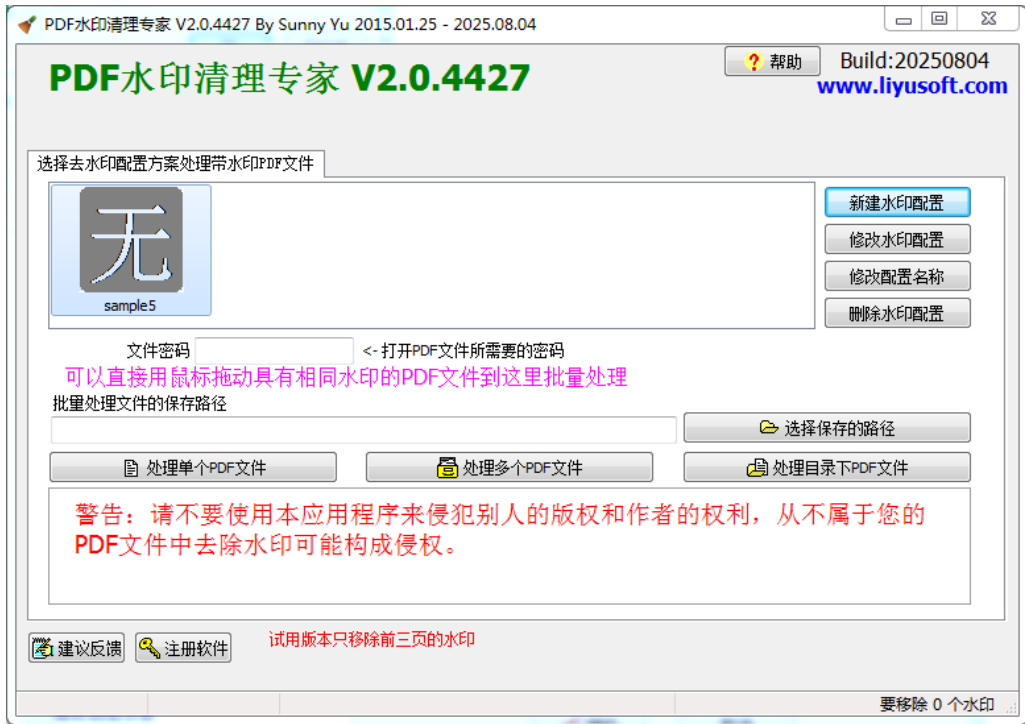 PDF水印清理专家 V2.0.4427 By Sunny Yu 2015.01.25 - 2025.08.04
PDF水印清理专家 V2.0.4427
帮助
Build:20250804
www.liyusoft.com
选择去水印配置方案处理带水印PDF文件
无
sample5
新建水印配置
修改水印配置
修改配置名称
删除水印配置
文件密码
<- 打开PDF文件所需要的密码
可以直接用鼠标拖动具有相同水印的PDF文件到这里批量处理
批量处理文件的保存路径
选择保存的路径
处理单个PDF文件
处理多个PDF文件
处理目录下PDF文件
警告：请不要使用本应用程序来侵犯别人的版权和作者的权利，从不属于您的
PDF文件中去除水印可能构成侵权。
建议反馈
注册软件
试用版本只移除前三页的水印
要移除 0 个水印